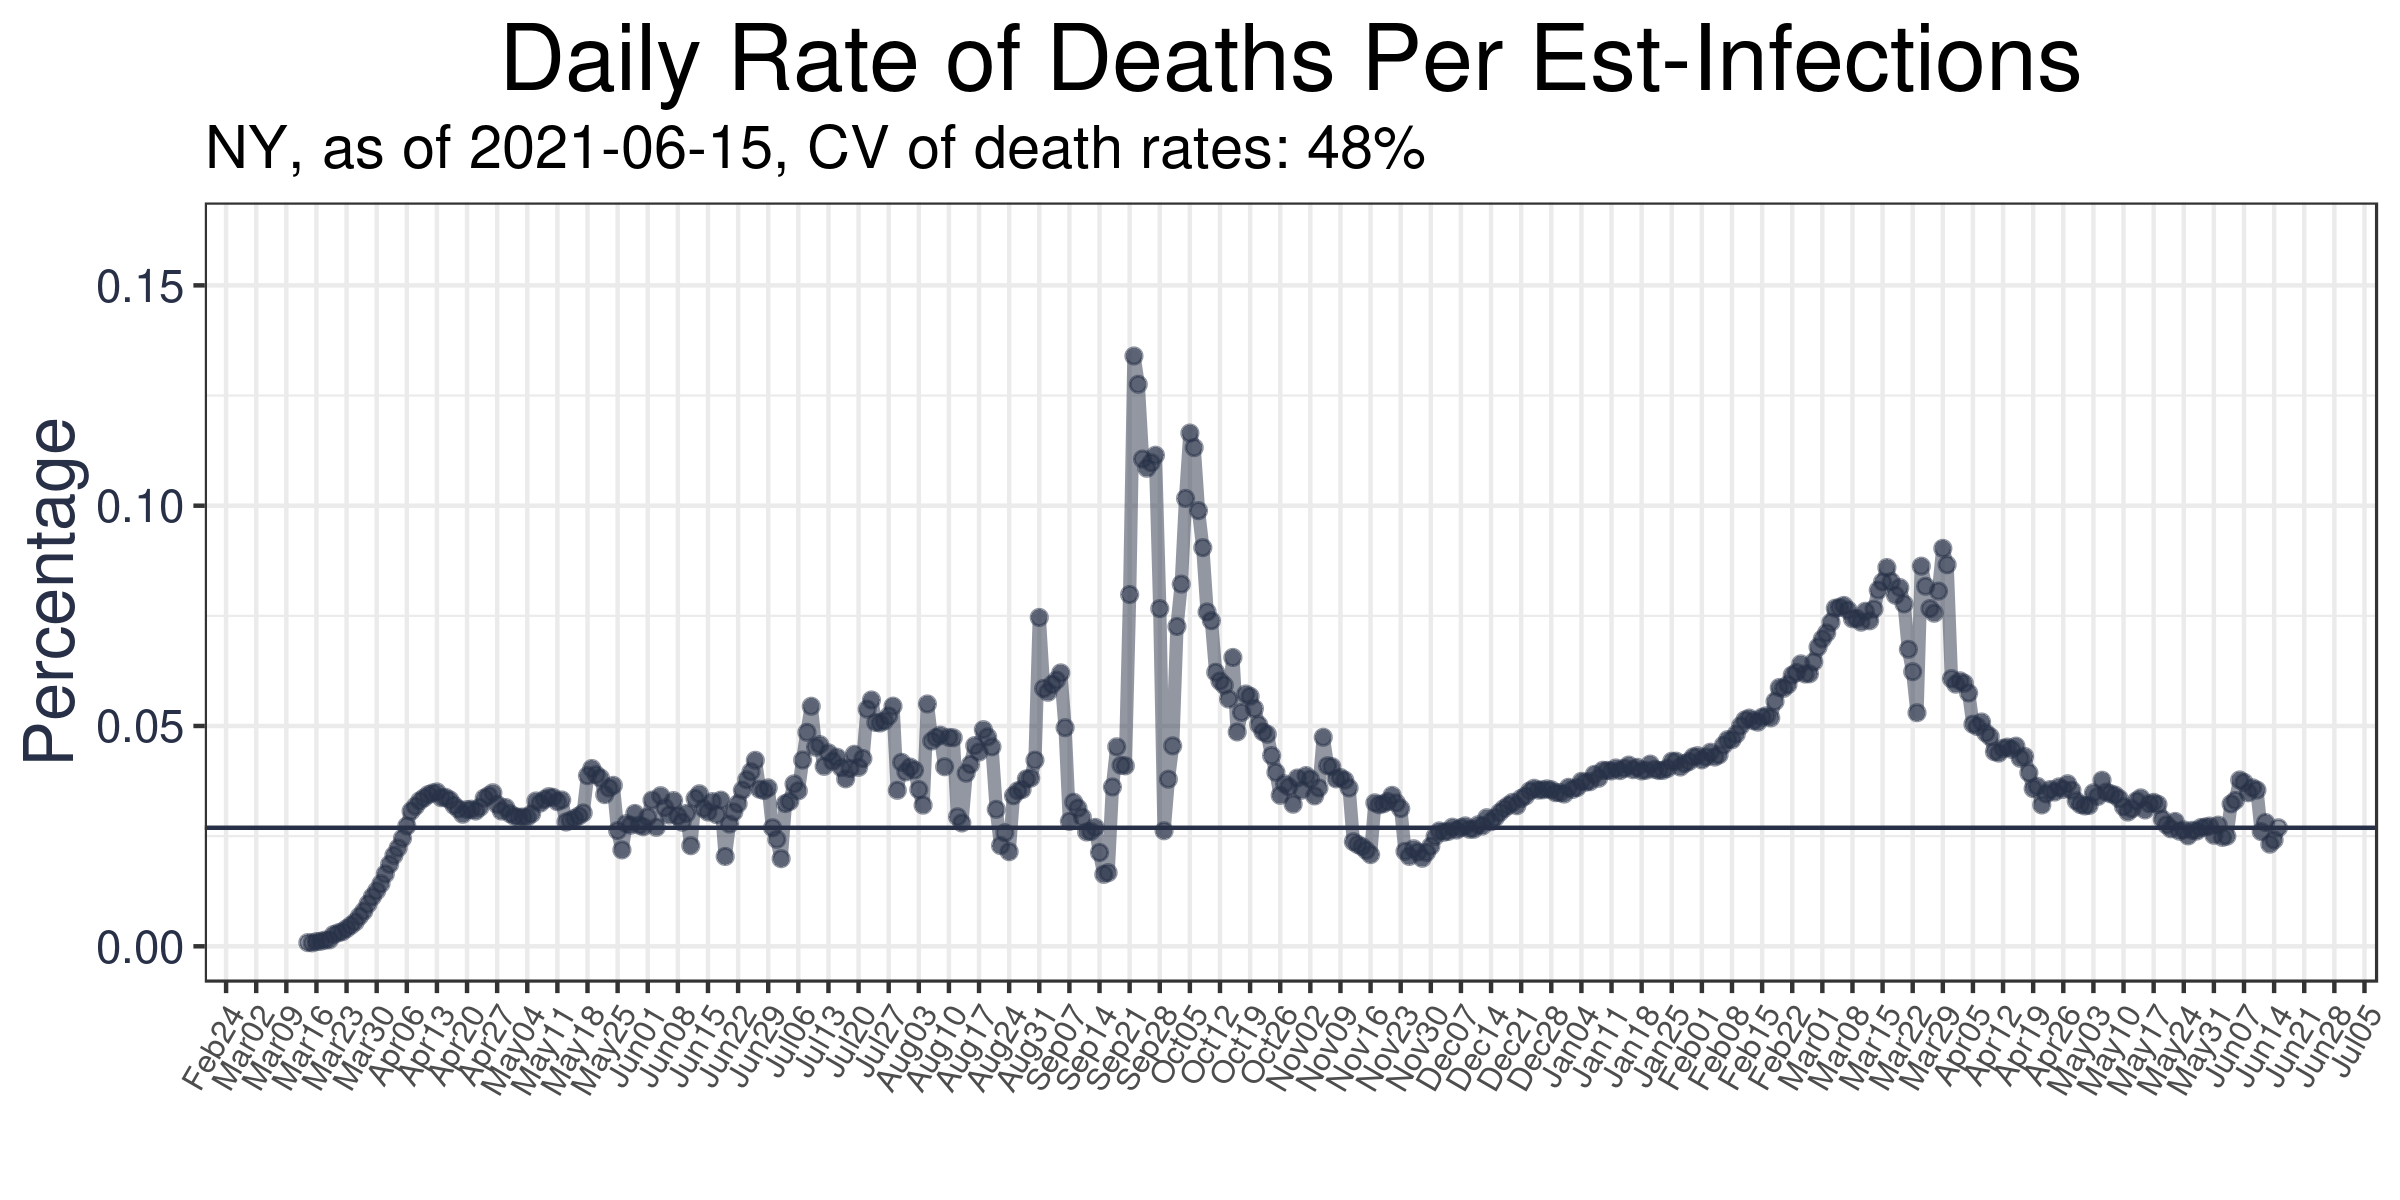 Daily Rate of Deaths Per Est-Infections
NY, as of 2021-06-15, CV of death rates: 48%
Percentage
0.15
0.10
0.05
0.00
Feb24
Mar02
Mar09
Mar16
Mar23
Mar30
Apr06
Apr13
Apr20
Apr27
May04
May11
May18
May25
Jun01
Jun08
Jun15
Jun22
Jun29
Jul06
Jul13
Jul20
Jul27
Aug03
Aug10
Aug17
Aug24
Aug31
Sep07
Sep14
Sep21
Sep28
Oct05
Oct12
Oct19
Oct26
Nov02
Nov09
Nov16
Nov23
Nov30
Dec07
Dec14
Dec21
Dec28
Jan04
Jan11
Jan18
Jan25
Feb01
Feb08
Feb15
Feb22
Mar01
Mar08
Mar15
Mar22
Mar29
Apr05
Apr12
Apr19
Apr26
May03
May10
May17
May24
May31
Jun07
Jun14
Jun21
Jun28
Jul05